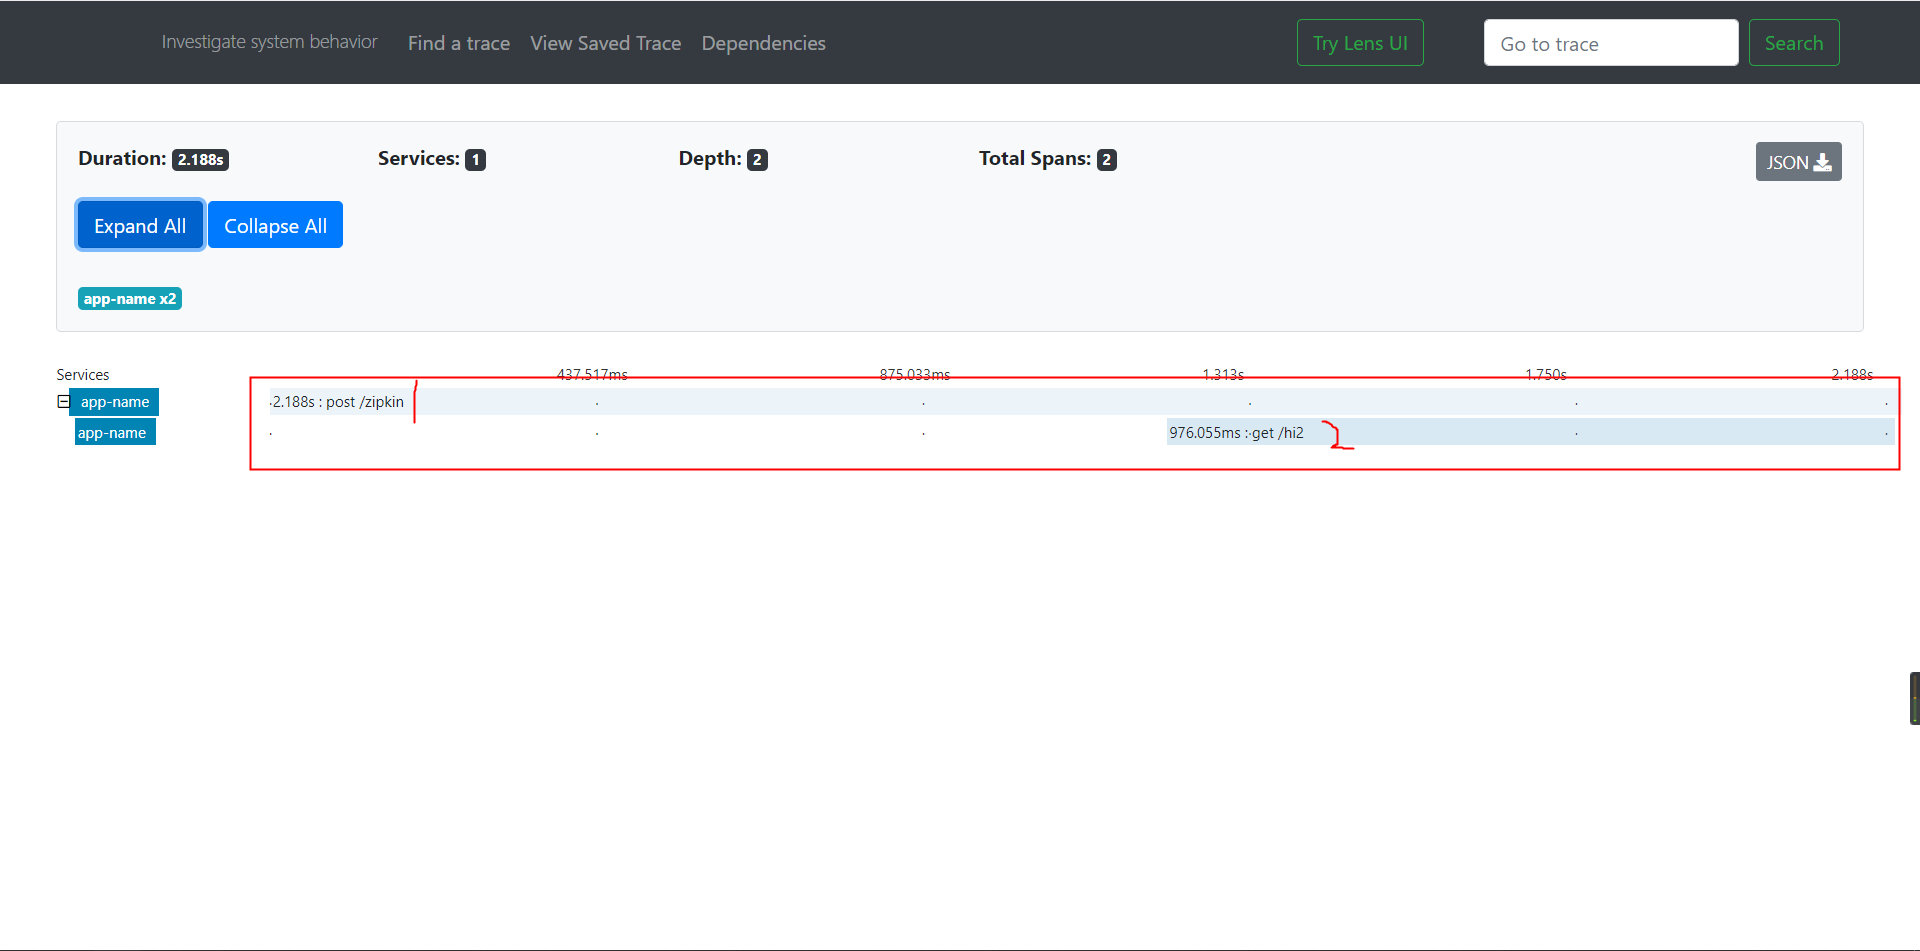 Investigate system behavior Find a trace View Saved Trace Dependencies Try Lens UI Go to trace Search
Duration: 2.188s Services: 1 Depth: 2 Total Spans: 2 JSON
Expand All Collapse All
app-name x2
Services 437.517ms 875.033ms 1.313s 1.750s 2.188s
app-name 2.188s : post /zipkin 1
app-name 976.055ms : get /hi2 2